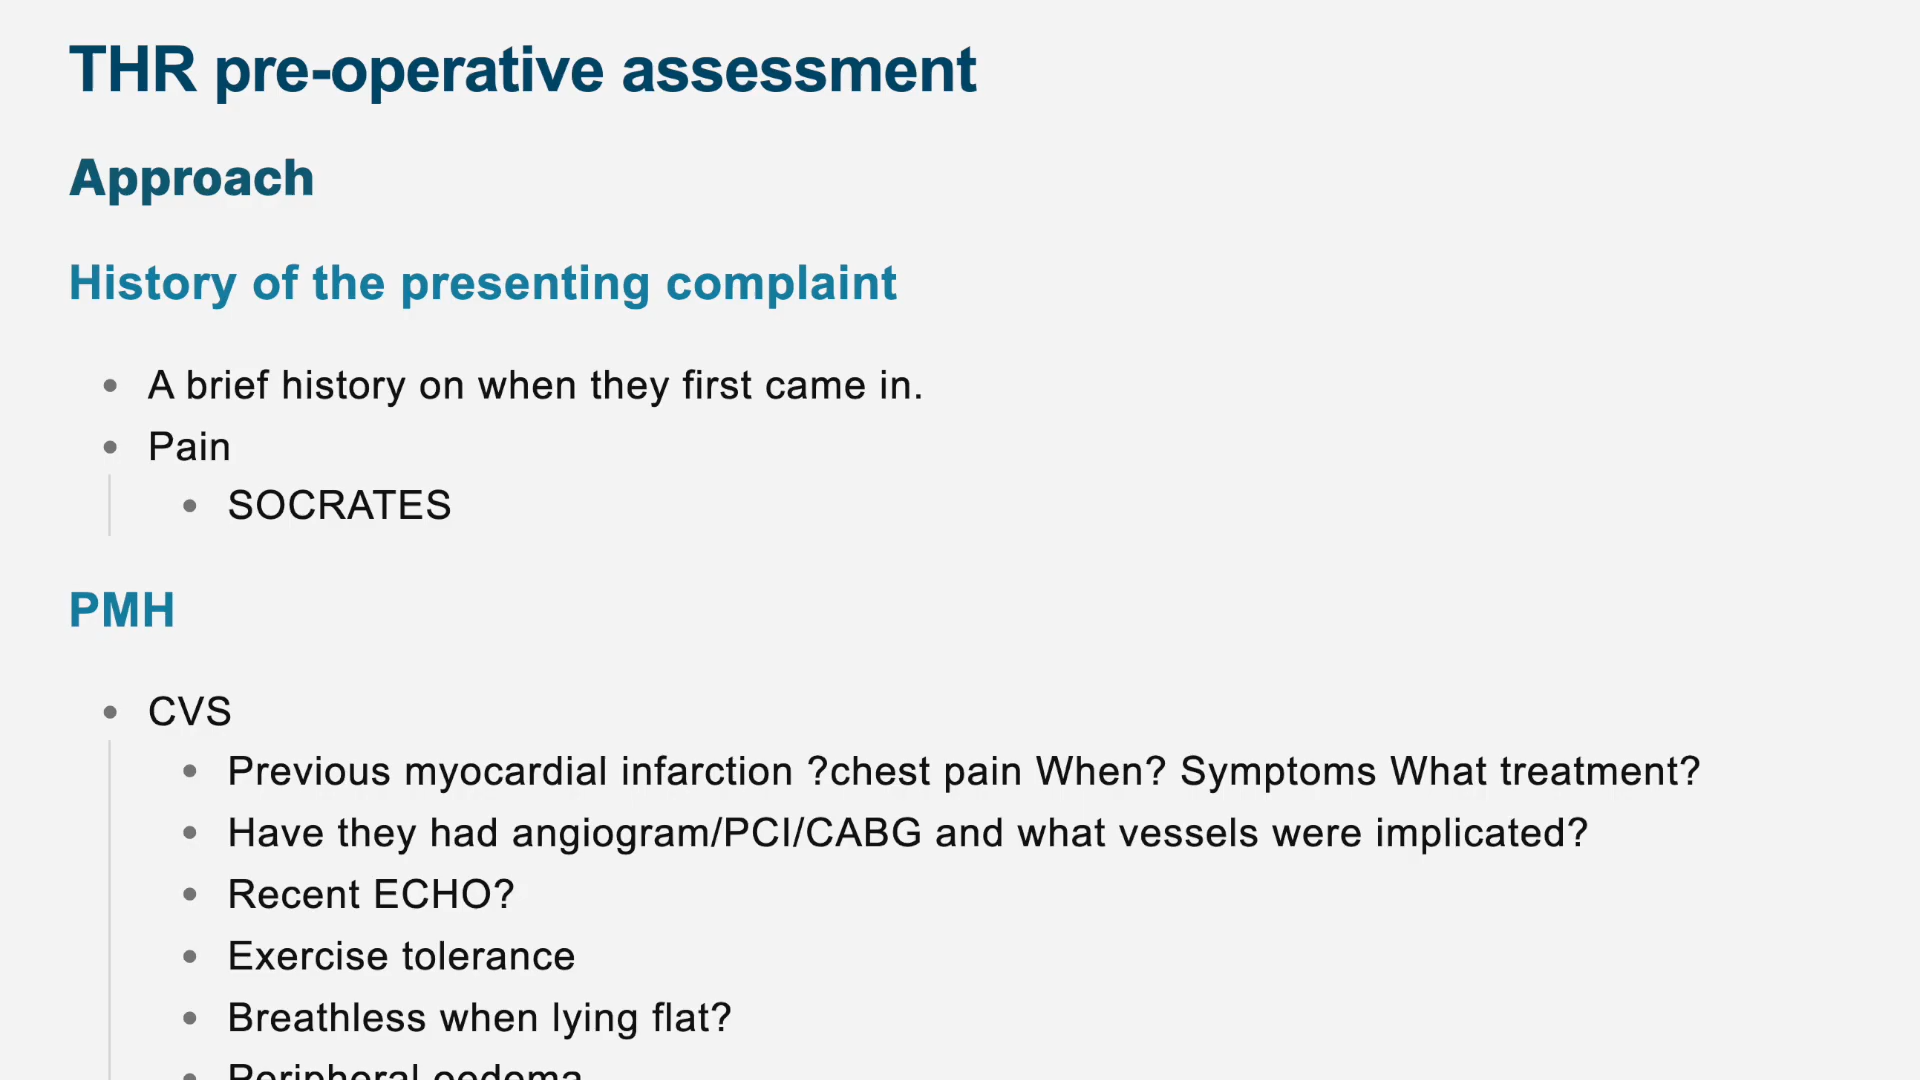 THR pre-operative assessment
Approach
History of the presenting complaint
A brief history on when they first came in.
Pain
SOCRATES
PMH
CVS
Previous myocardial infarction ?chest pain When? Symptoms What treatment?
Have they had angiogram/PCI/CABG and what vessels were implicated?
Recent ECHO?
Exercise tolerance
Breathless when lying flat?
Peripheral oedema